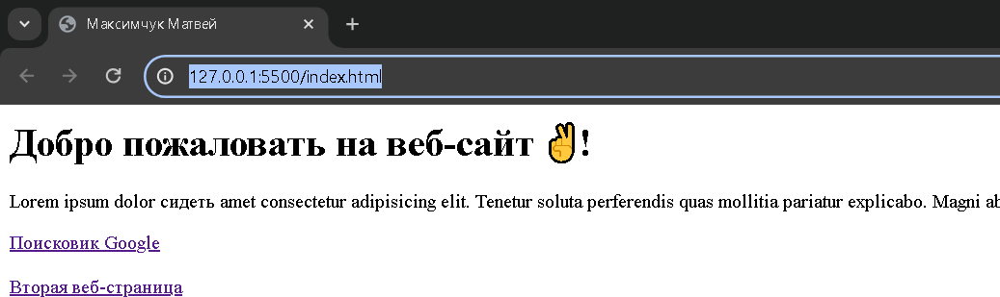 Максимчук Матвей
127.0.0.1:5500/index.html
Добро пожаловать на веб-сайт ✌!
Lorem ipsum dolor сидеть amet consectetur adipisicing elit. Tenetur soluta perferendis quas mollitia pariatur explicabo. Magni
Поисковик Google
Вторая веб-страница